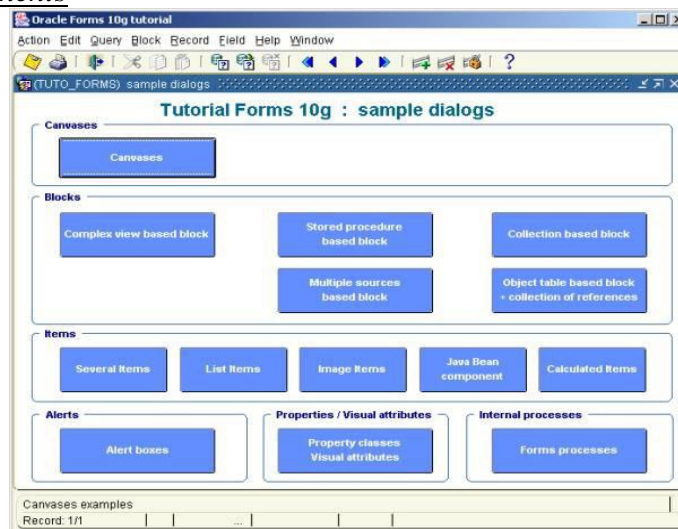 Oracle Forms 10g tutorial
Action Edit Query Block Record Field Help Window
(TUTO_FORMS) sample dialogs
Tutorial Forms 10g : sample dialogs
Canvases
Canvases
Blocks
Complex view based block
Stored procedure
based block
Collection based block
Multiple sources
based block
Object table based block
+ collection of references
Items
Several Items
List Items
Image Items
Java Bean
component
Calculated Items
Alerts
Properties / Visual attributes
Internal processes
Alert boxes
Property classes
Visual attributes
Forms processes
Canvases examples
Record: 1/1
...